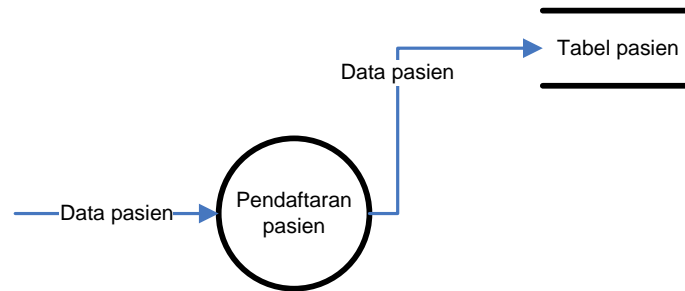 Tabel pasien
Data pasien
Data pasien
Pendaftaran
pasien